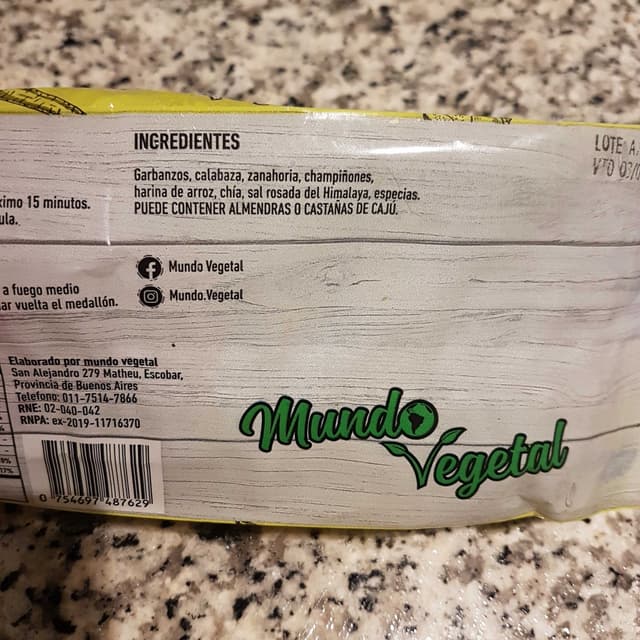 INGREDIENTES
Garbanzos, calabaza, zanahoria, champiñones,
harina de arroz, chía, sal rosada del Himalaya, especias.
PUEDE CONTENER ALMENDRAS O CASTAÑAS DE CAJÚ.
LOTE: A
VTO
15 minutos.
Mundo Vegetal
Mundo.Vegetal
a fuego medio
vuelta el medallón.
Elaborado por mundo vegetal
San Alejandro 279 Matheu, Escobar,
Provincia de Buenos Aires
Telefono: 011-7514-7866
RNE: 02-040-042
RNPA: ex-2019-11716370
0 754697 487629
Mundo
Vegetal